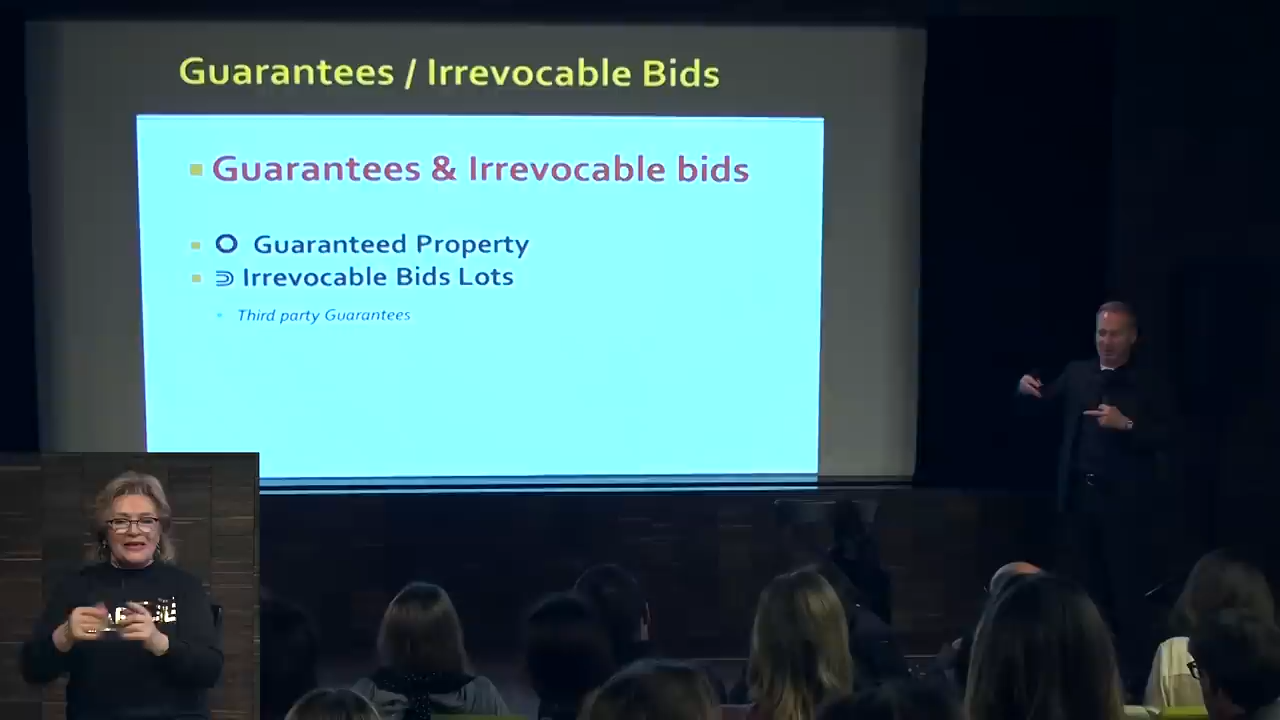 Guarantees / Irrevocable Bids
Guarantees & Irrevocable bids
O Guaranteed Property
⊃ Irrevocable Bids Lots
Third party Guarantees